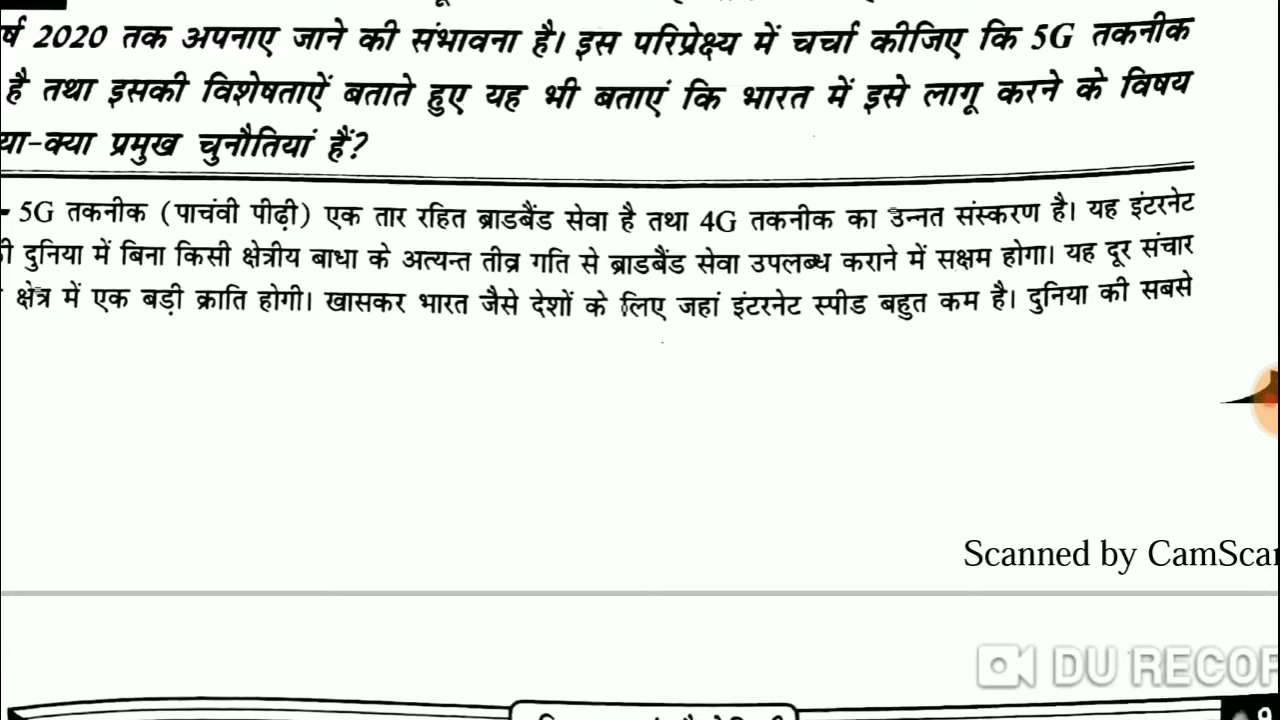 र्ष 2020 तक अपनाए जाने की संभावना है। इस परिप्रेक्ष्य में चर्चा कीजिए कि 5G तकनीक
है तथा इसकी विशेषताऐं बताते हुए यह भी बताएं कि भारत में इसे लागू करने के विषय
या-क्या प्रमुख चुनौतियां हैं?
- 5G तकनीक (पाचंवी पीढ़ी) एक तार रहित ब्राडबैंड सेवा है तथा 4G तकनीक का उन्नत संस्करण है। यह इंटरनेट
ी दुनिया में बिना किसी क्षेत्रीय बाधा के अत्यन्त तीव्र गति से ब्राडबैंड सेवा उपलब्ध कराने में सक्षम होगा। यह दूर संचार
क्षेत्र में एक बड़ी क्राति होगी। खासकर भारत जैसे देशों के लिए जहां इंटरनेट स्पीड बहुत कम है। दुनिया की सबसे
Scanned by CamScan
DU RECOR